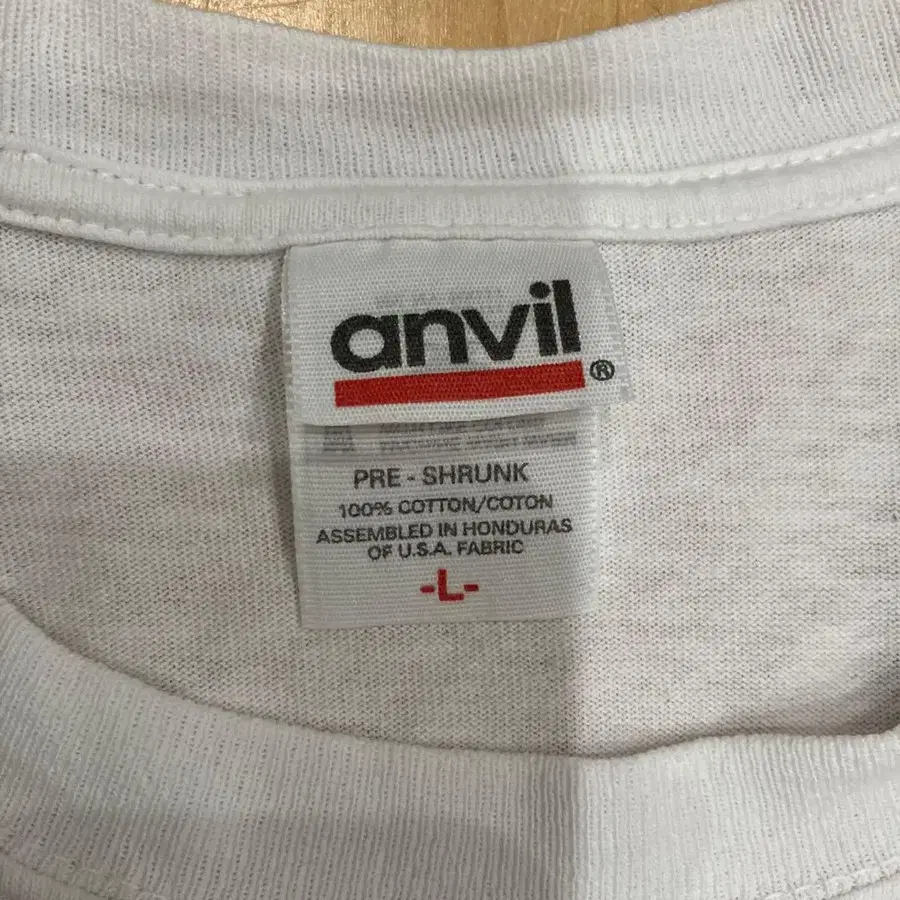 anvil®
PRE - SHRUNK
100% COTTON/COTON
ASSEMBLED IN HONDURAS
OF U.S.A. FABRIC
-L-